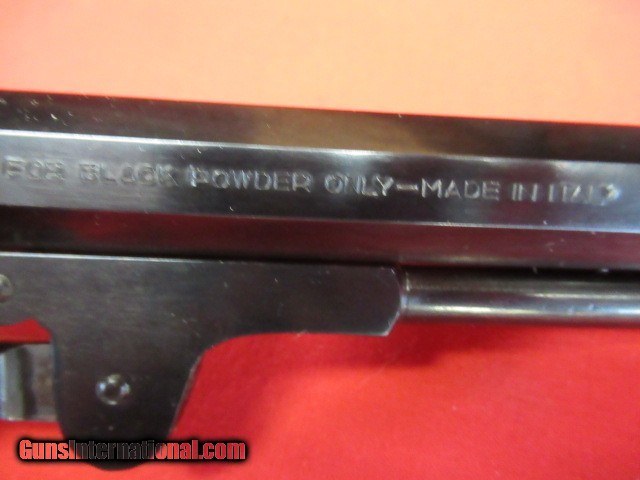 FOR BLACK POWDER ONLY—MADE IN ITALY
GunsInternational.com